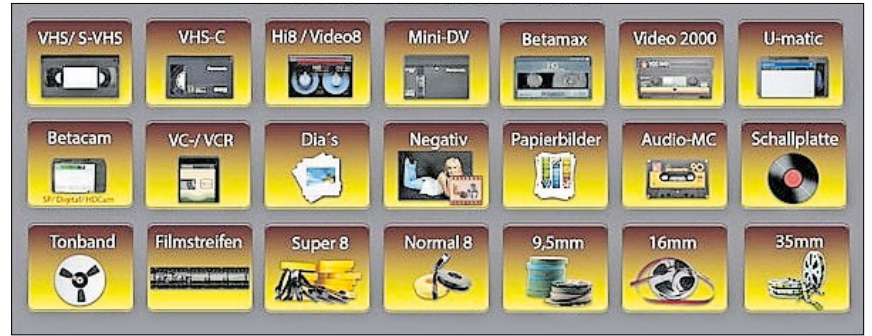 VHS/ S-VHS
VHS-C
Hi8 / Video8
Mini-DV
Betamax
Video 2000
U-matic
Betacam
SP/ Digital/ HDCam
VC-/ VCR
Dia´s
Negativ
Papierbilder
Audio-MC
Schallplatte
Tonband
Filmstreifen
Super 8
Normal 8
9,5mm
16mm
35mm